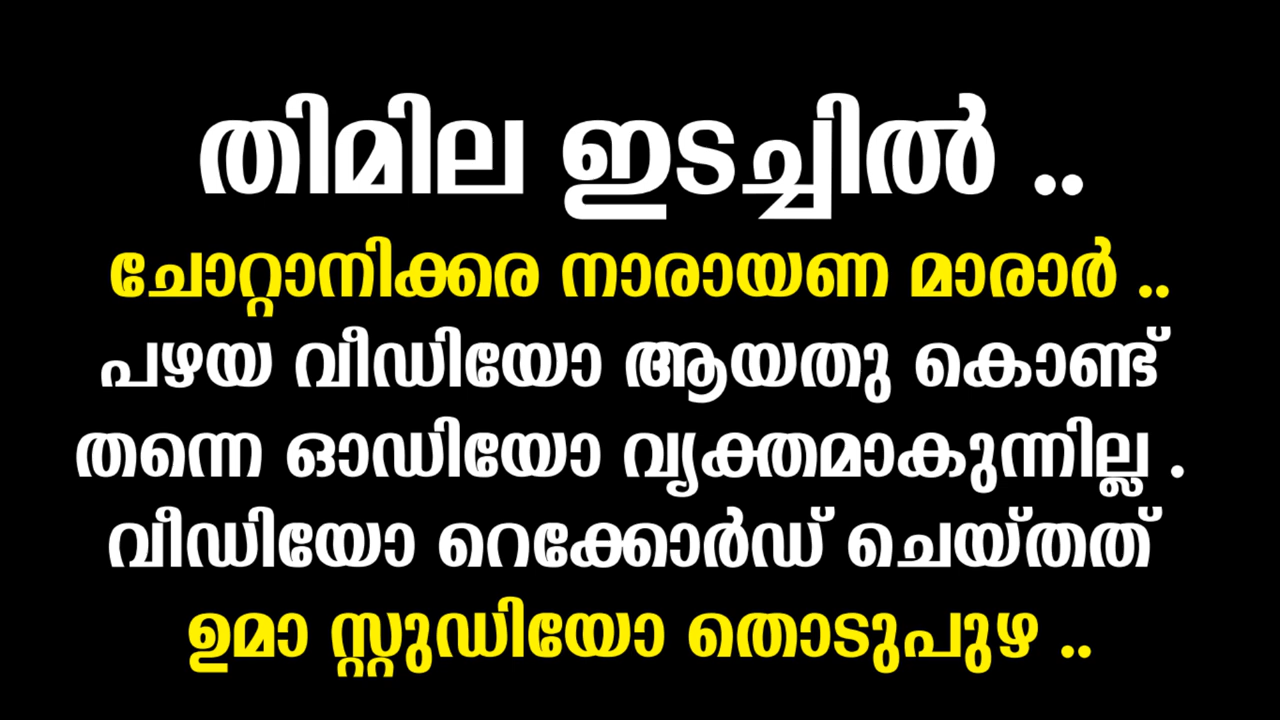 തിമില ഇടച്ചിൽ ..
ചോറ്റാനിക്കര നാരായണ മാരാർ ..
പഴയ വീഡിയോ ആയതു കൊണ്ട്
തന്നെ ഓഡിയോ വ്യക്തമാകുന്നില്ല .
വീഡിയോ റെക്കോർഡ് ചെയ്തത്
ഉമാ സ്റ്റുഡിയോ തൊടുപുഴ ..